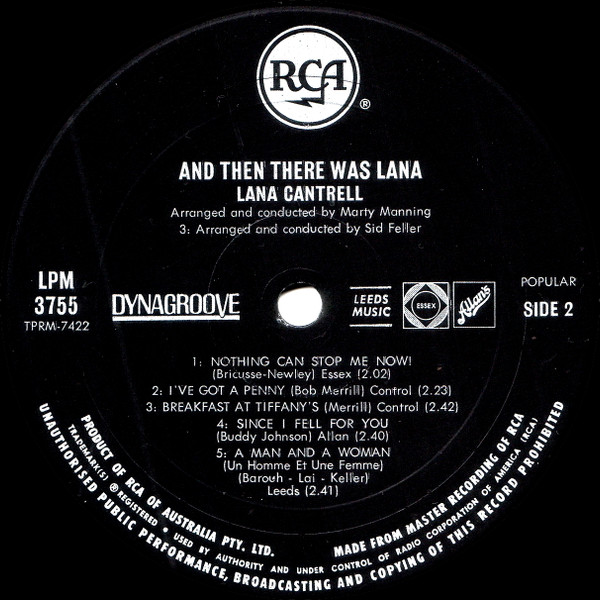 RCA
®
AND THEN THERE WAS LANA
LANA CANTRELL
Arranged and conducted by Marty Manning
3: Arranged and conducted by Sid Feller
LPM
3755
TPRM-7422
DYNAGROOVE
LEEDS
MUSIC
ESSEX
Allan's
POPULAR
SIDE 2
1: NOTHING CAN STOP ME NOW!
(Bricusse-Newley) Essex (2.02)
2: I'VE GOT A PENNY (Bob Merrill) Control (2.23)
3: BREAKFAST AT TIFFANY'S (Merrill) Control (2.42)
4: SINCE I FELL FOR YOU
(Buddy Johnson) Allan (2.40)
5: A MAN AND A WOMAN
(Un Homme Et Une Femme)
(Barouh - Lai - Keller)
Leeds (2.41)
PRODUCT OF RCA OF AUSTRALIA PTY. LTD. MADE FROM MASTER RECORDING OF RCA
TRADEMARK(S) ® REGISTERED • USED BY AUTHORITY AND UNDER CONTROL OF RADIO CORPORATION OF AMERICA (RCA)
UNAUTHORISED PUBLIC PERFORMANCE, BROADCASTING AND COPYING OF THIS RECORD PROHIBITED